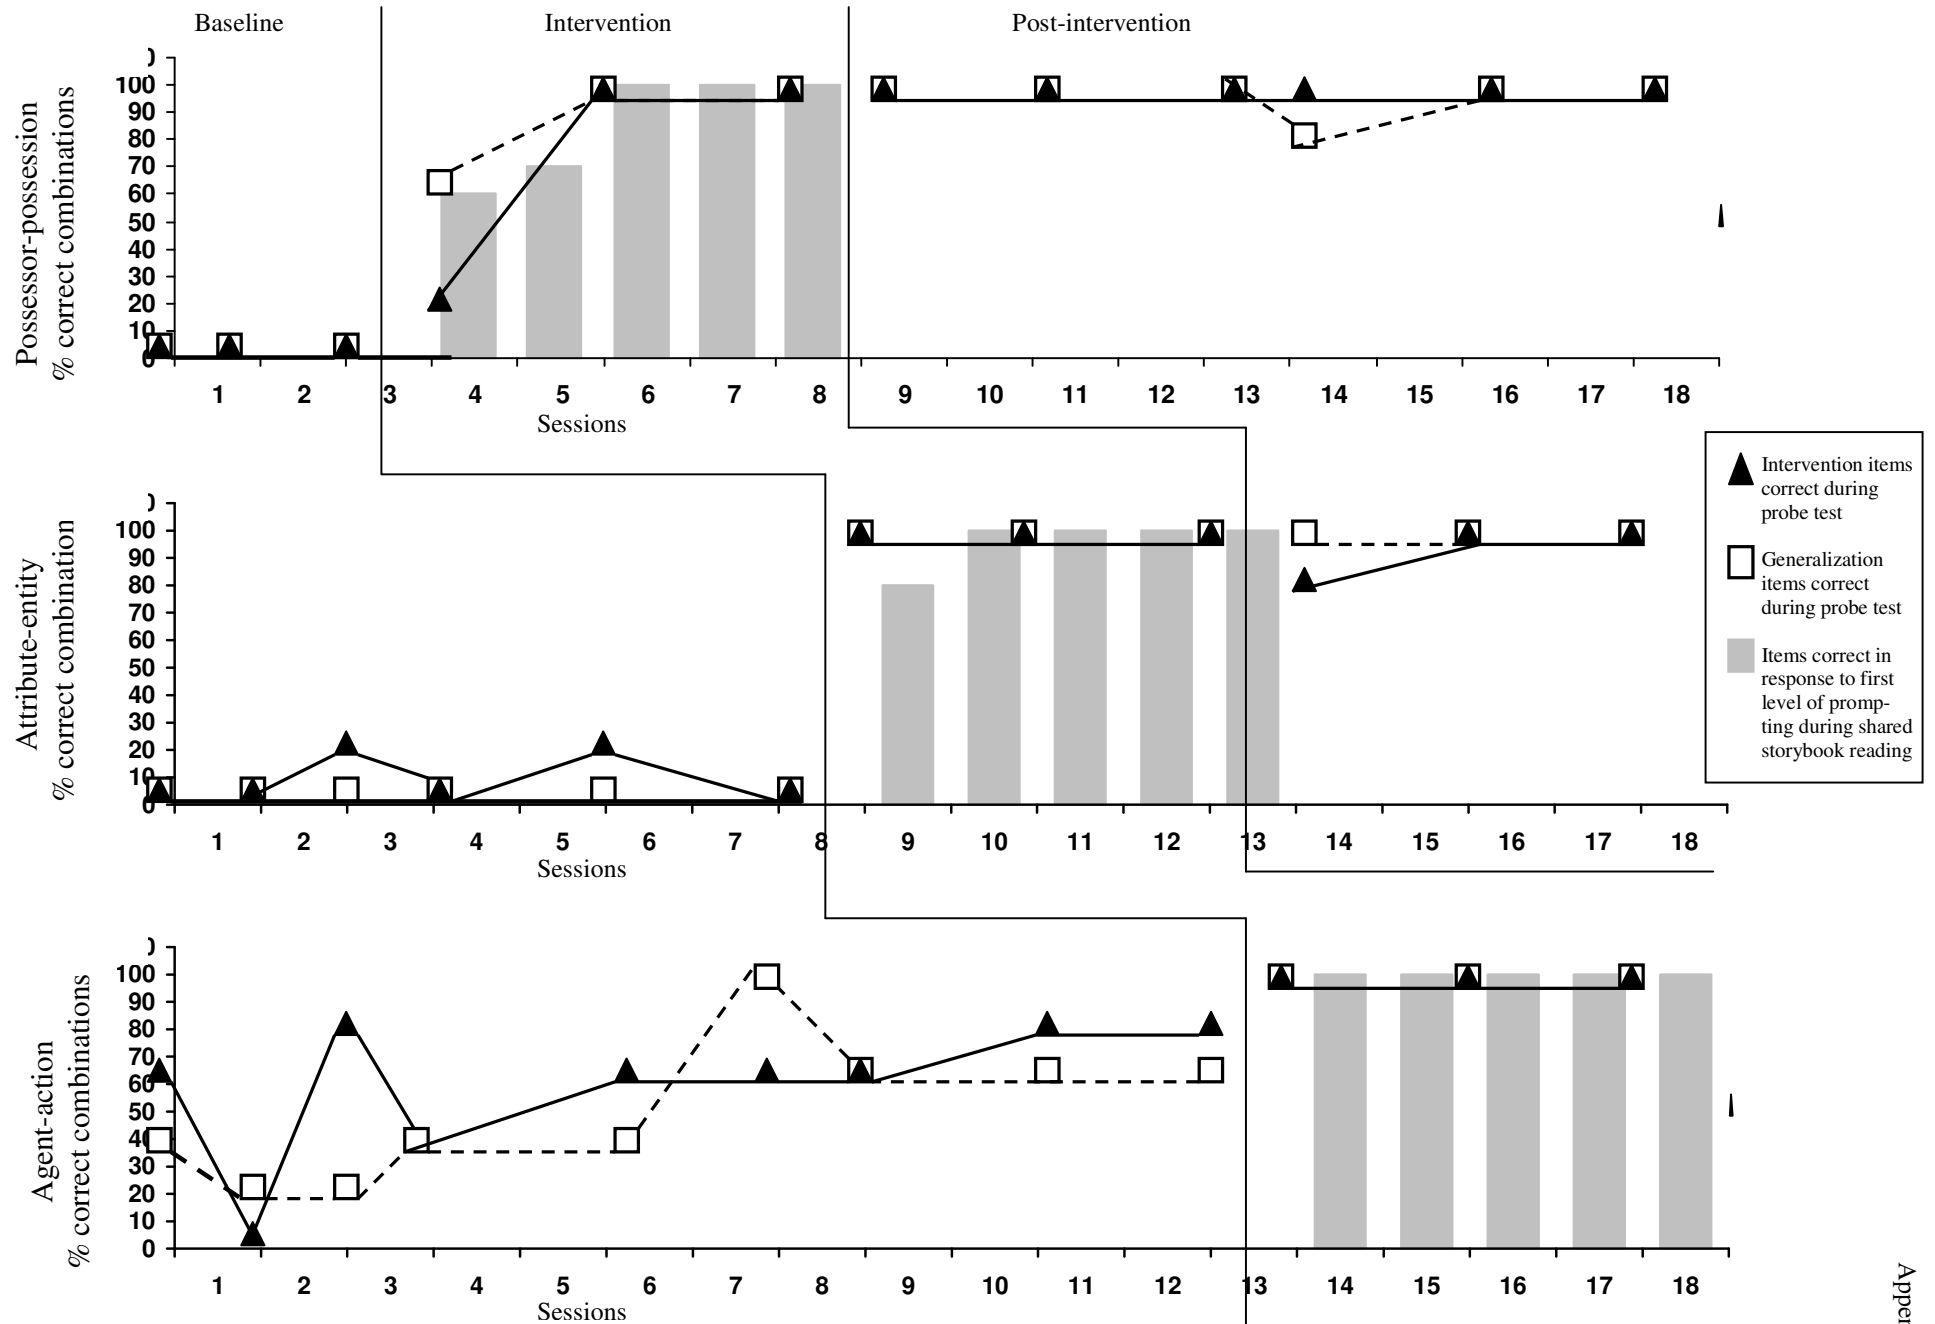 Baseline Intervention Post-intervention
Possessor-possession
% correct combinations
0
100
90
80
70
60
50
40
30
20
10
0
1 2 3 4 5 6 7 8 9 10 11 12 13 14 15 16 17 18
Sessions
Attribute-entity
% correct combination
0
100
90
80
70
60
50
40
30
20
10
0
1 2 3 4 5 6 7 8 9 10 11 12 13 14 15 16 17 18
Sessions
Intervention items
correct during
probe test
Generalization
items correct
during probe test
Items correct in
response to first
level of promp-
ting during shared
storybook reading
Agent-action
% correct combinations
0
100
90
80
70
60
50
40
30
20
10
0
1 2 3 4 5 6 7 8 9 10 11 12 13 14 15 16 17 18
Sessions